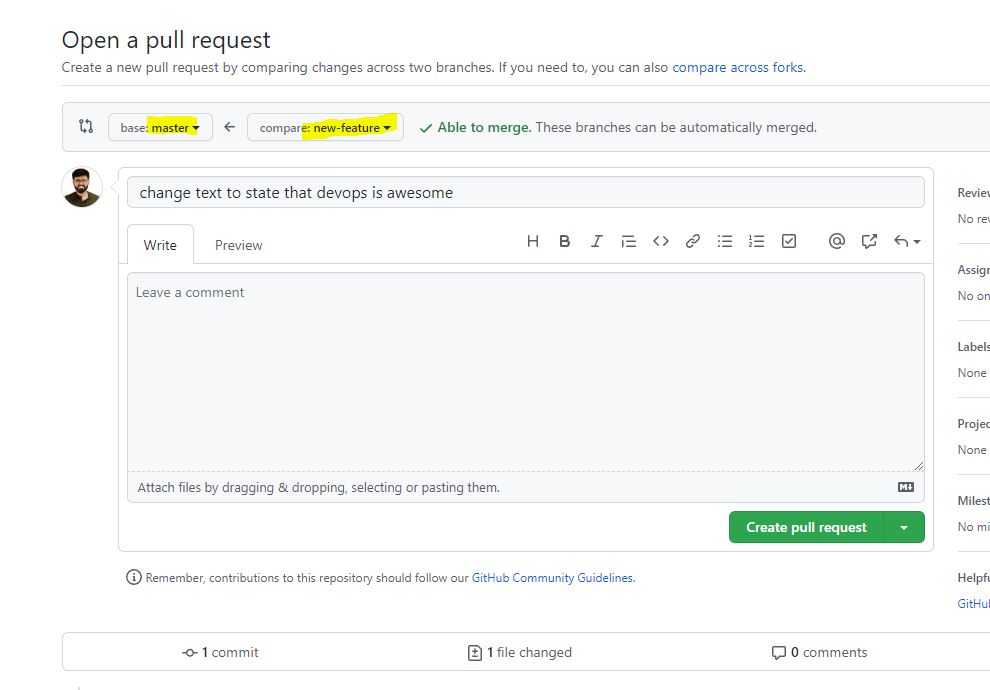 Open a pull request
Create a new pull request by comparing changes across two branches. If you need to, you can also compare across forks.
base: master
compare: new-feature
Able to merge. These branches can be automatically merged.
change text to state that devops is awesome
Write
Preview
H B I
Leave a comment
Attach files by dragging & dropping, selecting or pasting them.
Create pull request
Remember, contributions to this repository should follow our GitHub Community Guidelines.
1 commit
1 file changed
0 comments
Review
No rev
Assign
No on
Labels
None
Projec
None
Milest
No mi
Helpfu
GitHub